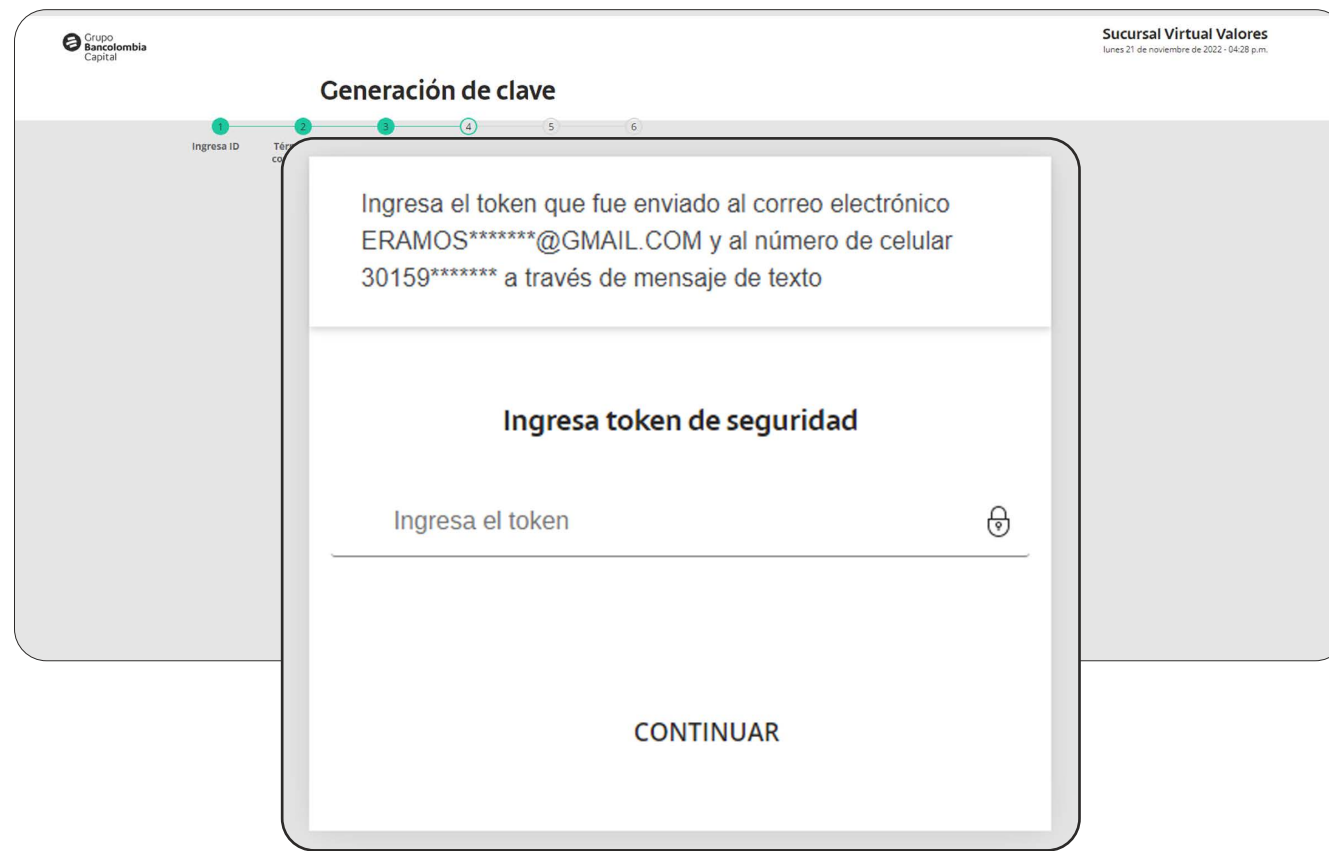 Grupo
Bancolombia
Capital
Sucursal Virtual Valores
lunes 21 de noviembre de 2022 - 04:28 p.m.
Generación de clave
1 2 3 4 5 6
Ingresa ID
Ingresa el token que fue enviado al correo electrónico
ERAMOS*******@GMAIL.COM y al número de celular
30159******* a través de mensaje de texto
Ingresa token de seguridad
Ingresa el token
CONTINUAR